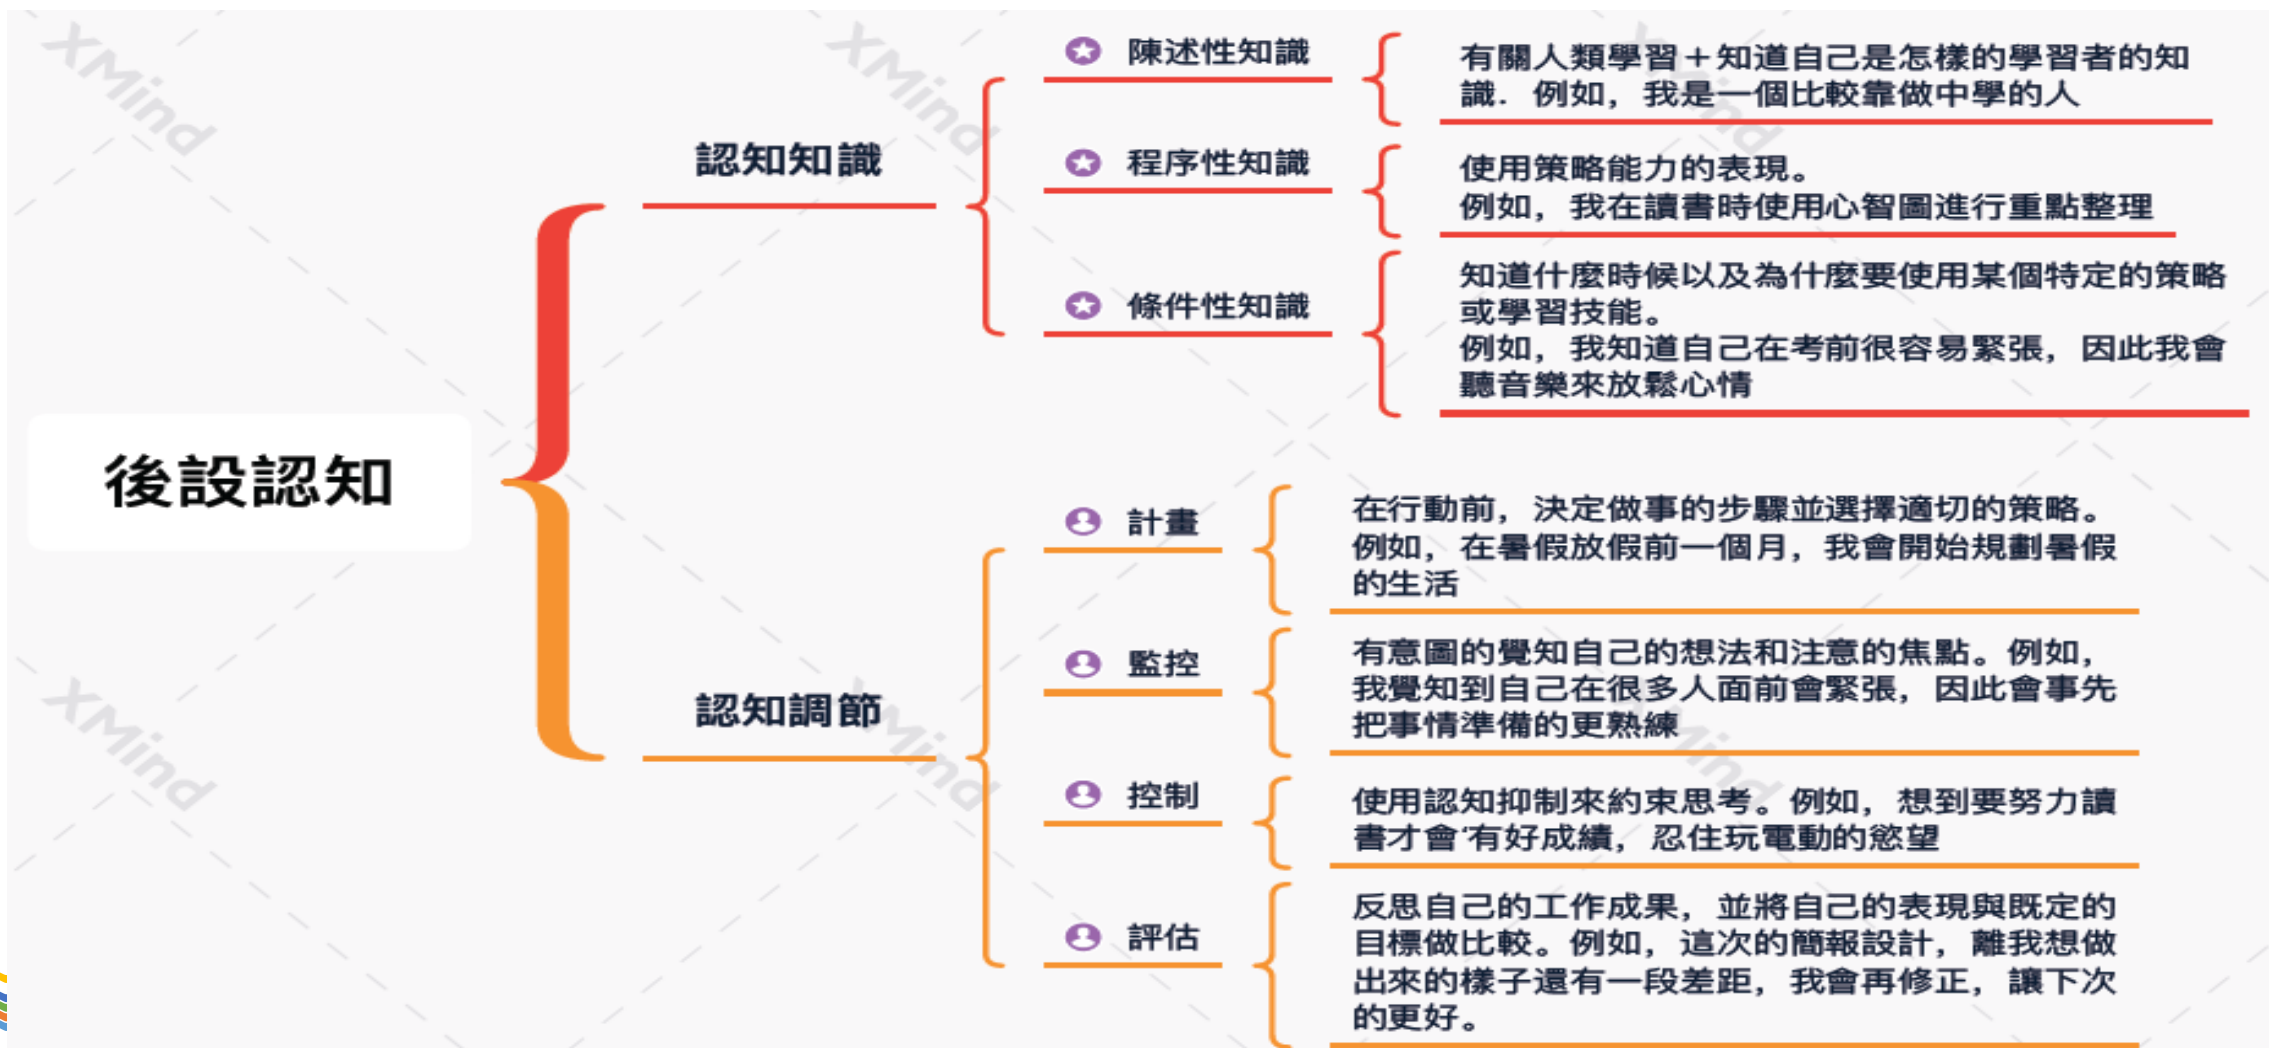 後設認知
認知知識
陳述性知識
有關人類學習＋知道自己是怎樣的學習者的知
識．例如，我是一個比較靠做中學的人
程序性知識
使用策略能力的表現。
例如，我在讀書時使用心智圖進行重點整理
條件性知識
知道什麼時候以及為什麼要使用某個特定的策略
或學習技能。
例如，我知道自己在考前很容易緊張，因此我會
聽音樂來放鬆心情
認知調節
計畫
在行動前，決定做事的步驟並選擇適切的策略。
例如，在暑假放假前一個月，我會開始規劃暑假
的生活
監控
有意圖的覺知自己的想法和注意的焦點。例如，
我覺知到自己在很多人面前會緊張，因此會事先
把事情準備的更熟練
控制
使用認知抑制來約束思考。例如，想到要努力讀
書才會‘有好成績，忍住玩電動的慾望
評估
反思自己的工作成果，並將自己的表現與既定的
目標做比較。例如，這次的簡報設計，離我想做
出來的樣子還有一段差距，我會再修正，讓下次
的更好。
XMind
XMind
XMind
XMind
XMind
XMind